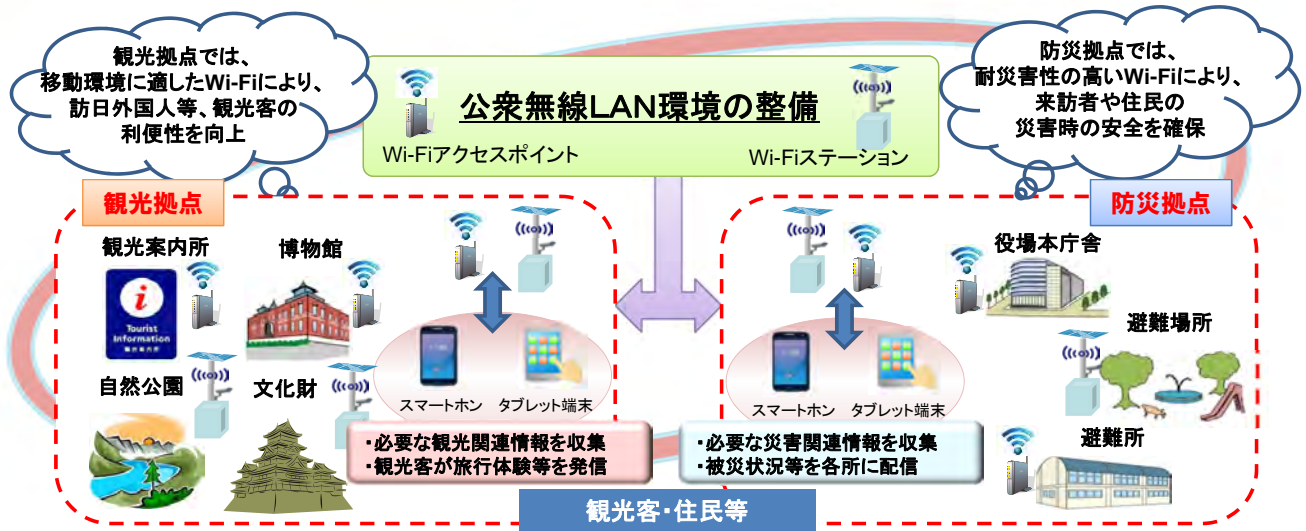 観光拠点では、
移動環境に適したWi-Fiにより、
訪日外国人等、観光客の
利便性を向上
公衆無線LAN環境の整備
Wi-Fiアクセスポイント
Wi-Fiステーション
防災拠点では、
耐災害性の高いWi-Fiにより、
来訪者や住民の
災害時の安全を確保
観光拠点
観光案内所
博物館
i
Tourist
Information
観光案内所
自然公園
文化財
スマートホン
タブレット端末
・必要な観光関連情報を収集
・観光客が旅行体験等を発信
防災拠点
役場本庁舎
避難場所
避難所
スマートホン
タブレット端末
・必要な災害関連情報を収集
・被災状況等を各所に配信
観光客・住民等